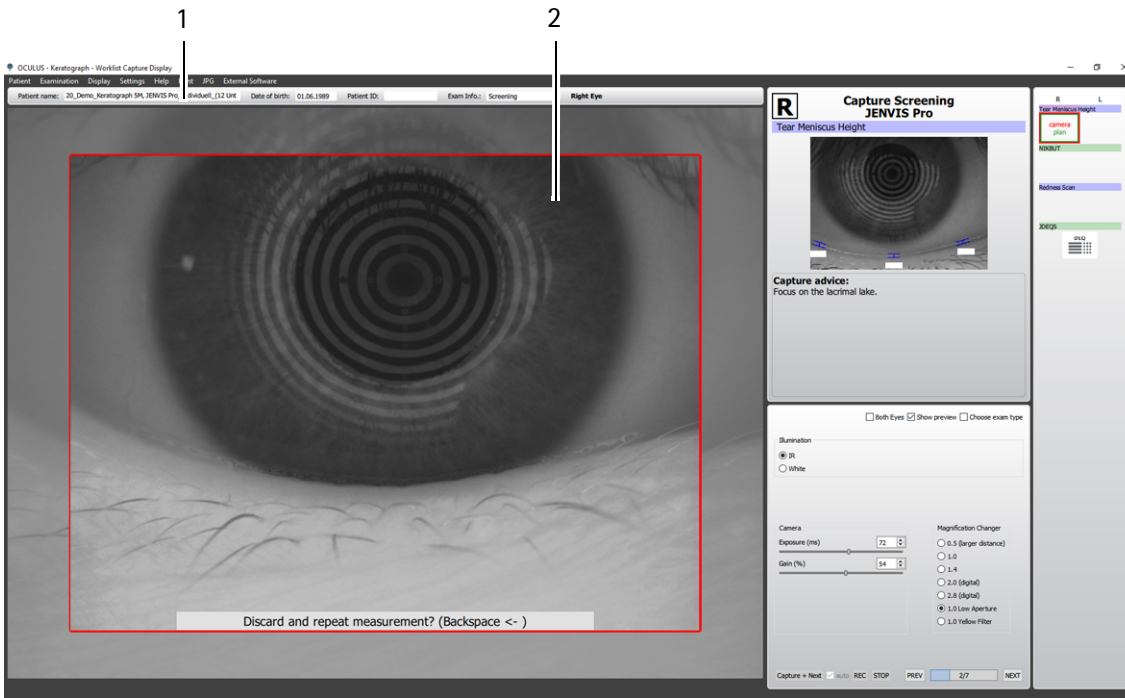 1
2
OCULUS - Keratograph - Worklist Capture Display
Patient Examination Display Settings Help JPG External Software
Patient name: 20_Demo_Keratograph 5M, JENVIS Pro_ dividuell_(12 Unt Date of birth: 01.06.1989 Patient ID: Exam Info.: Screening Right Eye
R
Capture Screening
JENVIS Pro
Tear Meniscus Height
Capture advice:
Focus on the lacrimal lake.
Both Eyes Show preview Choose exam type
Illumination
IR
White
Camera
Exposure (ms) 72
Gain (%) 54
Magnification Changer
0.5 (larger distance)
1.0
1.4
2.0 (digital)
2.8 (digital)
1.0 Low Aperture
1.0 Yellow Filter
Capture + Next auto REC STOP PREV 2/7 NEXT
R L
Tear Meniscus Height
camera
plan
NIKBUT
Redness Scan
JDEQS
Discard and repeat measurement? (Backspace <- )